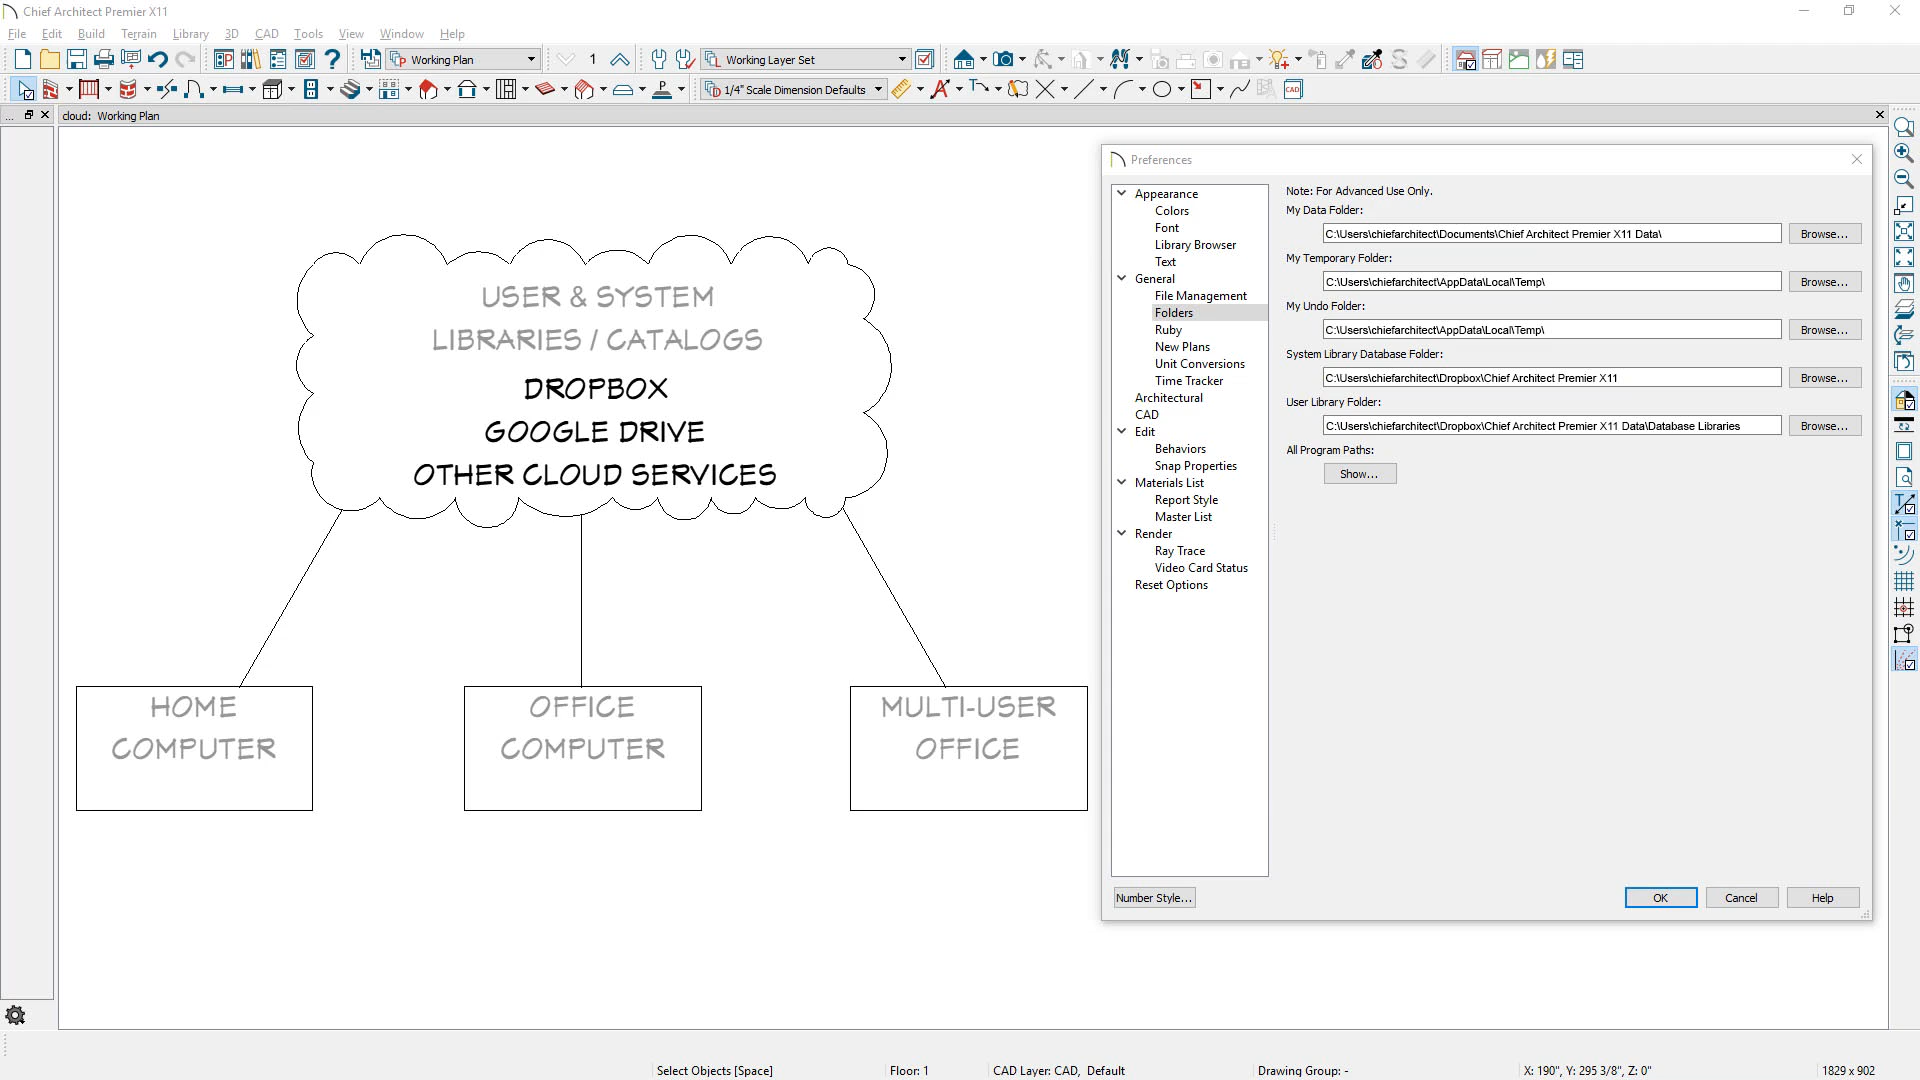 Chief Architect Premier X11
File Edit Build Terrain Library 3D CAD Tools View Window Help
Working Plan 1 Working Layer Set
1/4" Scale Dimension Defaults CAD
... cloud: Working Plan
USER & SYSTEM
LIBRARIES / CATALOGS
DROPBOX
GOOGLE DRIVE
OTHER CLOUD SERVICES
HOME
COMPUTER
OFFICE
COMPUTER
MULTI-USER
OFFICE
Preferences
Appearance
Colors
Font
Library Browser
Text
General
File Management
Folders
Ruby
New Plans
Unit Conversions
Time Tracker
Architectural
CAD
Edit
Behaviors
Snap Properties
Materials List
Report Style
Master List
Render
Ray Trace
Video Card Status
Reset Options
Note: For Advanced Use Only.
My Data Folder:
C:\Users\chiefarchitect\Documents\Chief Architect Premier X11 Data\ Browse...
My Temporary Folder:
C:\Users\chiefarchitect\AppData\Local\Temp\ Browse...
My Undo Folder:
C:\Users\chiefarchitect\AppData\Local\Temp\ Browse...
System Library Database Folder:
C:\Users\chiefarchitect\Dropbox\Chief Architect Premier X11 Browse...
User Library Folder:
C:\Users\chiefarchitect\Dropbox\Chief Architect Premier X11 Data\Database Libraries Browse...
All Program Paths:
Show...
Number Style... OK Cancel Help
Select Objects [Space] Floor: 1 CAD Layer: CAD, Default Drawing Group: - X: 190", Y: 295 3/8", Z: 0" 1829 x 902